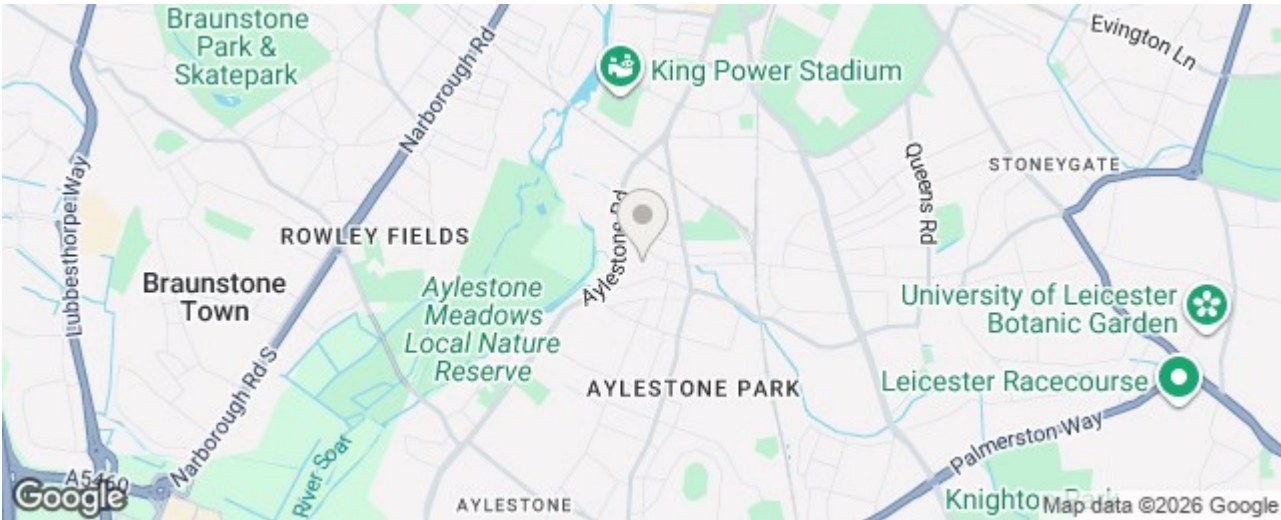 Braunstone
Park &
Skatepark
Narborough Rd
King Power Stadium
Evington Ln
Lubbesthorpe Way
Queens Rd
STONEYGATE
Aylestone Rd
ROWLEY FIELDS
Braunstone
Town
Aylestone
Meadows
Local Nature
Reserve
University of Leicester
Botanic Garden
Leicester Racecourse
AYLESTONE PARK
Narborough Rd S
Palmerston Way
River Soar
A5460
AYLESTONE
Knighton Park
Google
Map data ©2026 Google